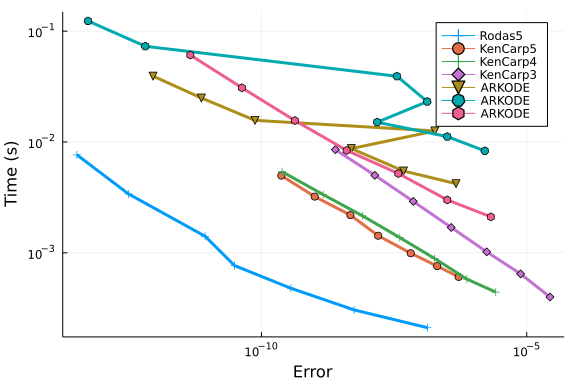 10⁻¹
10⁻²
10⁻³
Time (s)
Rodas5
KenCarp5
KenCarp4
KenCarp3
ARKODE
ARKODE
ARKODE
10⁻¹⁰
10⁻⁵
Error